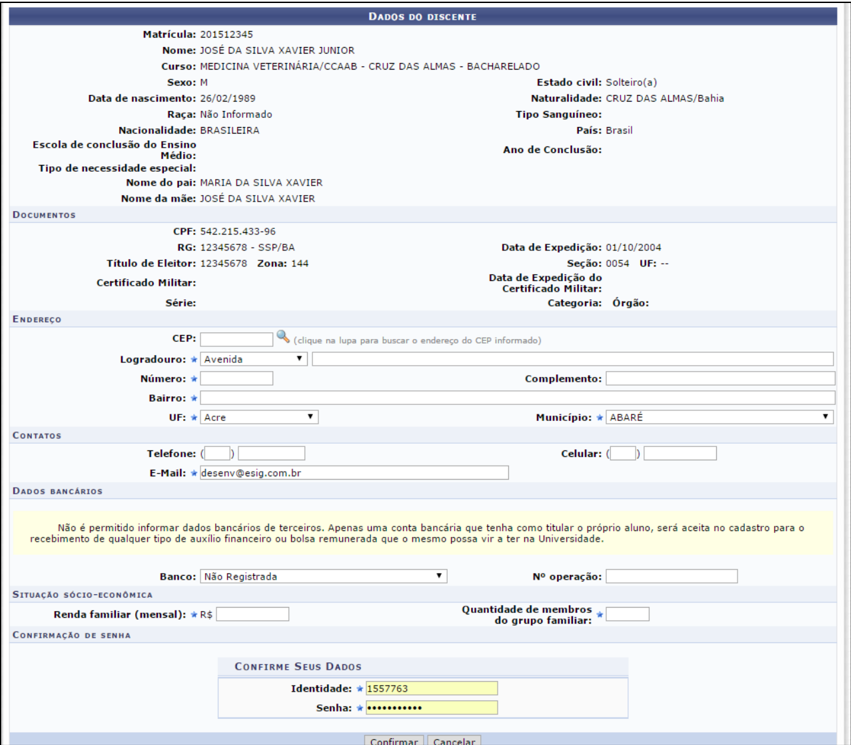 DADOS DO DISCENTE
Matrícula: 201512345
Nome: JOSÉ DA SILVA XAVIER JUNIOR
Curso: MEDICINA VETERINÁRIA/CCAAB - CRUZ DAS ALMAS - BACHARELADO
Sexo: M Estado civil: Solteiro(a)
Data de nascimento: 26/02/1989 Naturalidade: CRUZ DAS ALMAS/Bahia
Raça: Não Informado Tipo Sanguíneo:
Nacionalidade: BRASILEIRA País: Brasil
Escola de conclusão do Ensino
Médio: Ano de Conclusão:
Tipo de necessidade especial:
Nome do pai: MARIA DA SILVA XAVIER
Nome da mãe: JOSÉ DA SILVA XAVIER
DOCUMENTOS
CPF: 542.215.433-96
RG: 12345678 - SSP/BA Data de Expedição: 01/10/2004
Título de Eleitor: 12345678 Zona: 144 Seção: 0054 UF: --
Certificado Militar: Data de Expedição do
Certificado Militar:
Série: Categoria: Órgão:
ENDEREÇO
CEP: (clique na lupa para buscar o endereço do CEP informado)
Logradouro: Avenida
Número: Complemento:
Bairro:
UF: Acre Município: ABARÉ
CONTATOS
Telefone: ( ) Celular: ( )
E-Mail: desenv@esig.com.br
DADOS BANCÁRIOS
Não é permitido informar dados bancários de terceiros. Apenas uma conta bancária que tenha como titular o próprio aluno, será aceita no cadastro para o
recebimento de qualquer tipo de auxílio financeiro ou bolsa remunerada que o mesmo possa vir a ter na Universidade.
Banco: Não Registrada Nº operação:
SITUAÇÃO SÓCIO-ECONÔMICA
Renda familiar (mensal): R$ Quantidade de membros
do grupo familiar:
CONFIRMAÇÃO DE SENHA
CONFIRME SEUS DADOS
Identidade: 1557763
Senha: •••••••••••
Confirmar Cancelar